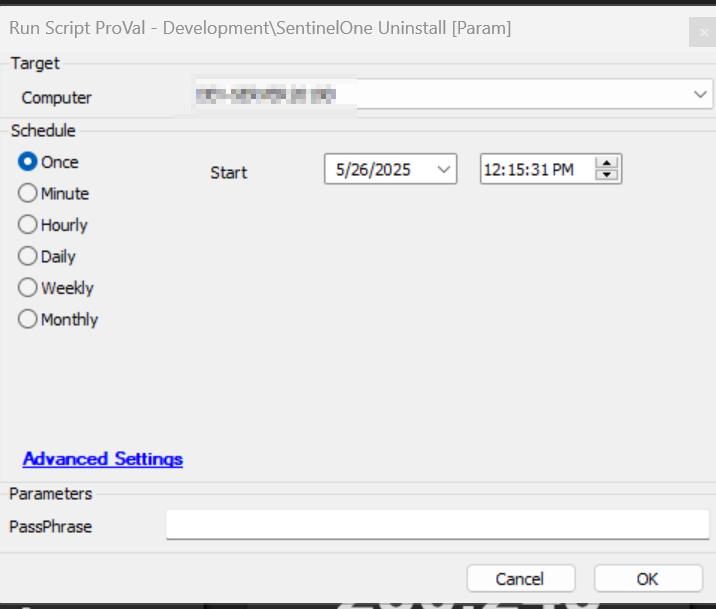 Run Script ProVal - Development\SentinelOne Uninstall [Param]
Target
Computer
Schedule
Once
Start 5/26/2025 12:15:31 PM
Minute
Hourly
Daily
Weekly
Monthly
Advanced Settings
Parameters
PassPhrase
Cancel OK